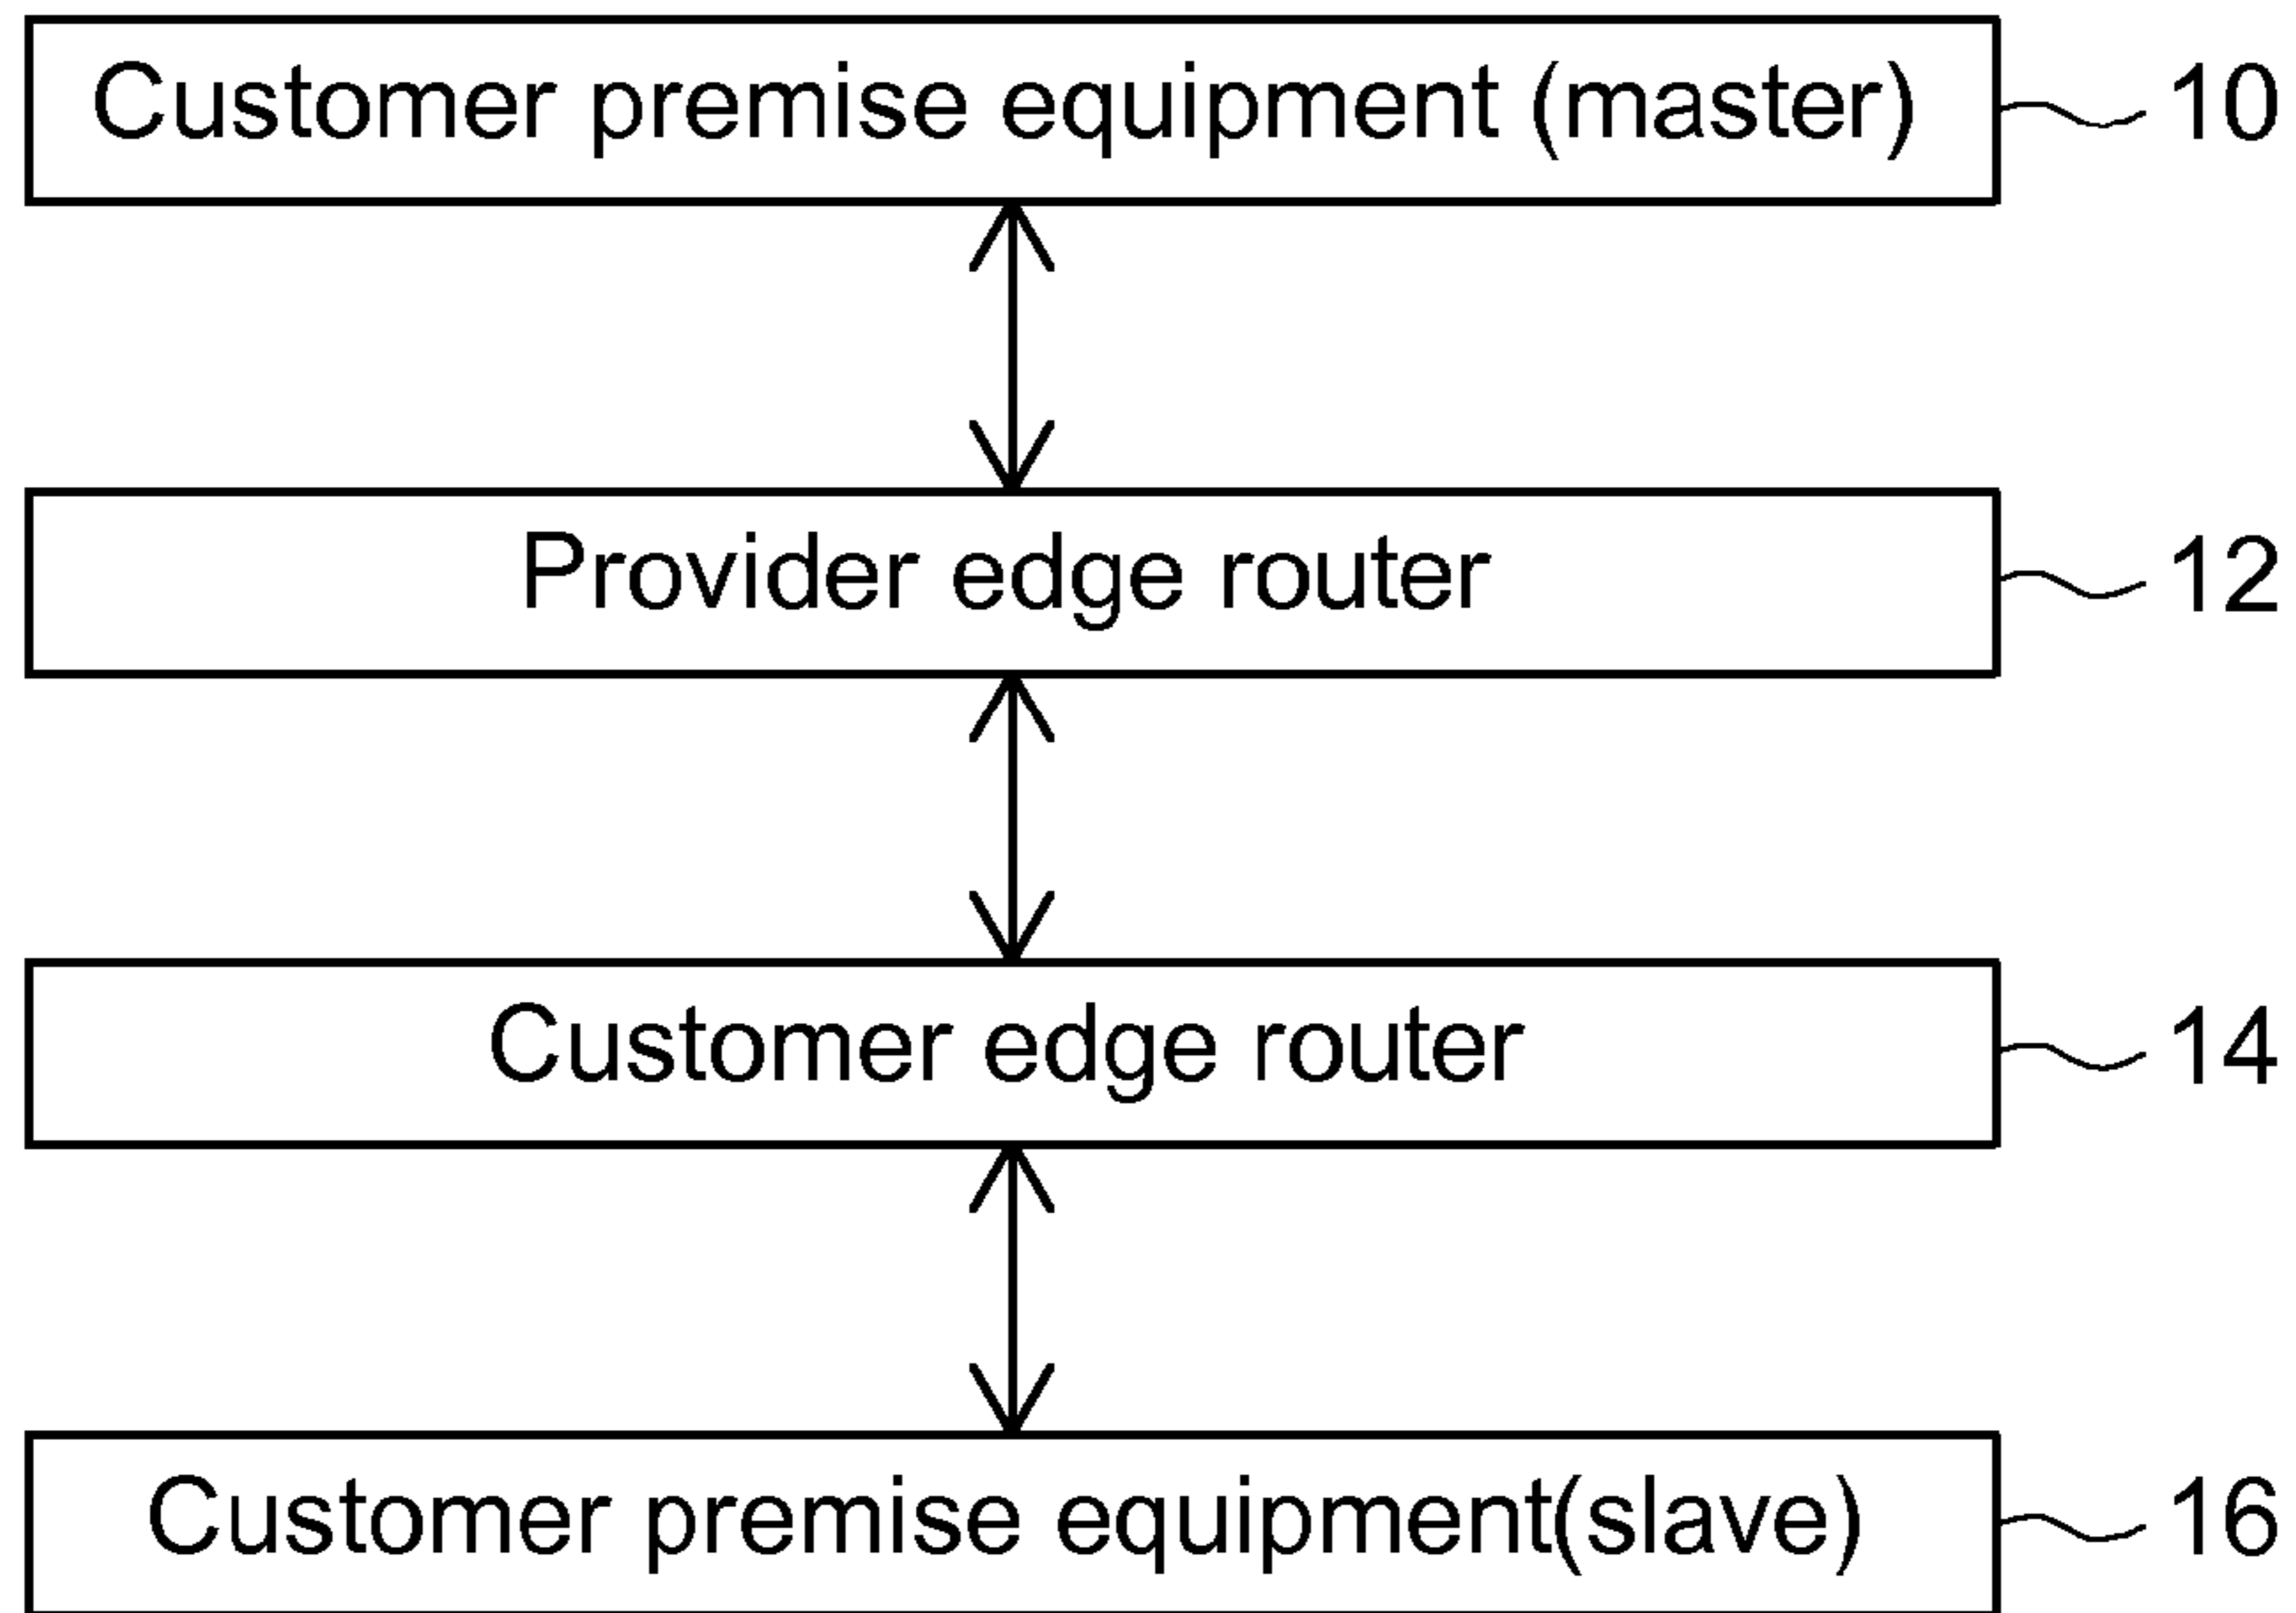 Customer premise equipment (master) 10
Provider edge router 12
Customer edge router 14
Customer premise equipment(slave) 16